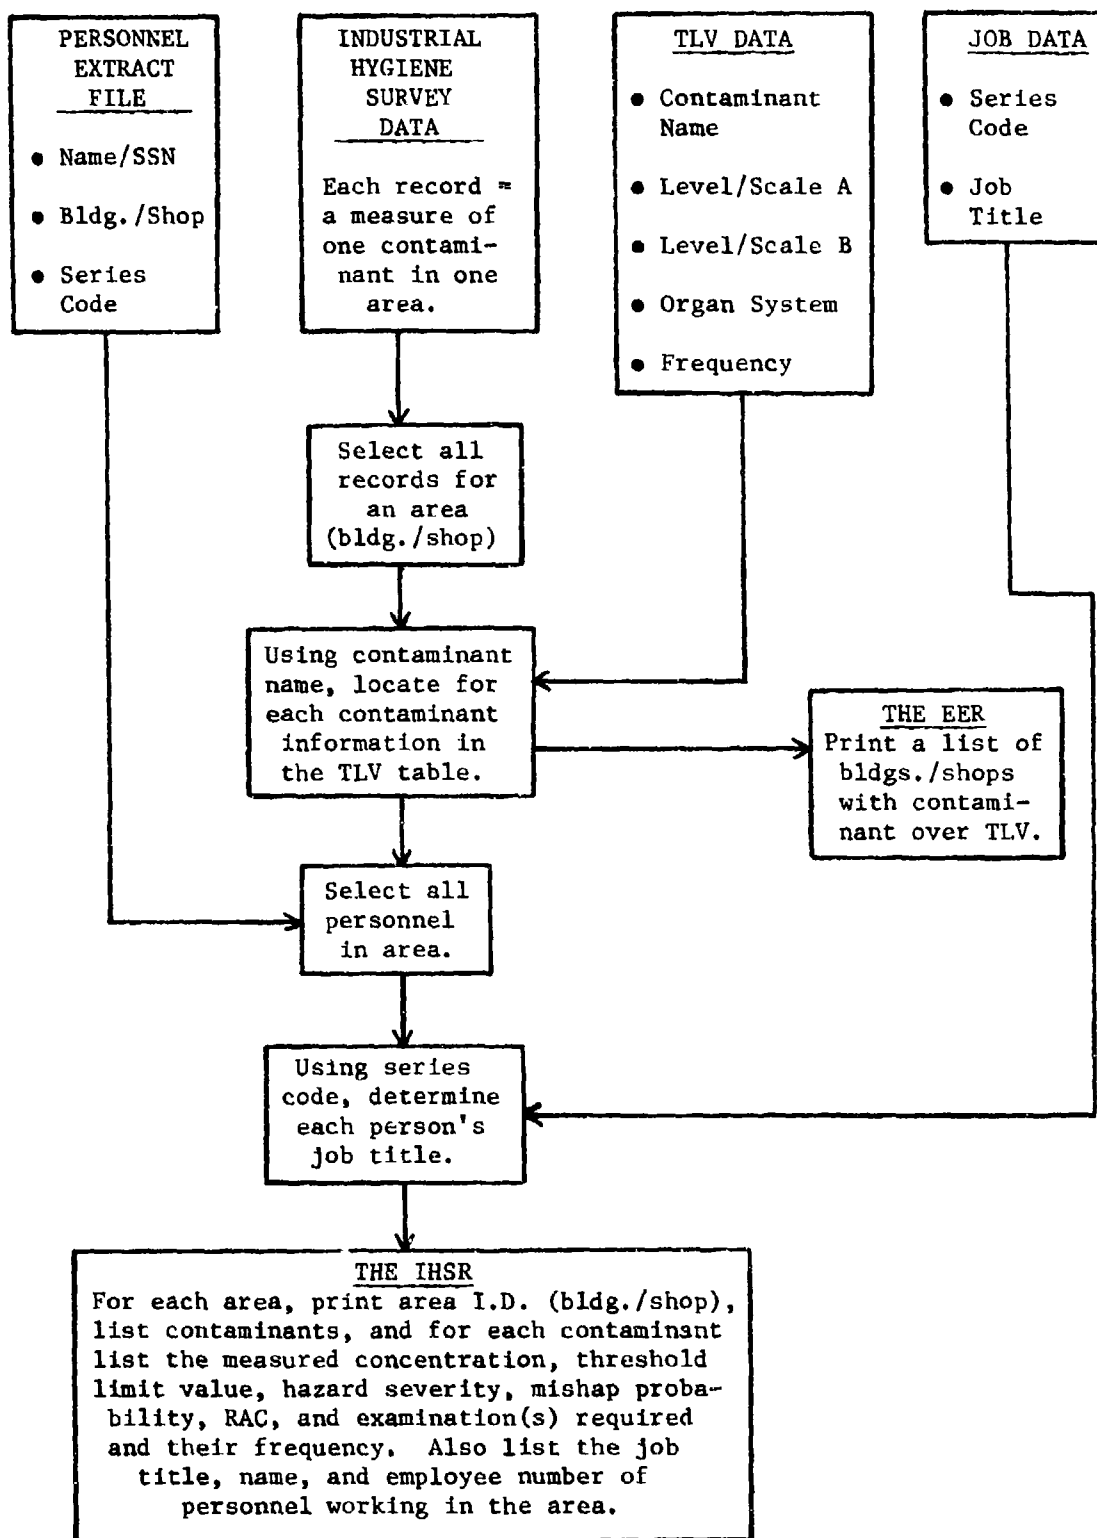 PERSONNEL
EXTRACT
FILE
● Name/SSN
● Bldg./Shop
● Series
Code
INDUSTRIAL
HYGIENE
SURVEY
DATA
Each record =
a measure of
one contami-
nant in one
area.
TLV DATA
● Contaminant
Name
● Level/Scale A
● Level/Scale B
● Organ System
● Frequency
JOB DATA
● Series
Code
● Job
Title
Select all
records for
an area
(bldg./shop)
Using contaminant
name, locate for
each contaminant
information in
the TLV table.
THE EER
Print a list of
bldgs./shops
with contami-
nant over TLV.
Select all
personnel
in area.
Using series
code, determine
each person's
job title.
THE IHSR
For each area, print area I.D. (bldg./shop),
list contaminants, and for each contaminant
list the measured concentration, threshold
limit value, hazard severity, mishap proba-
bility, RAC, and examination(s) required
and their frequency. Also list the job
title, name, and employee number of
personnel working in the area.